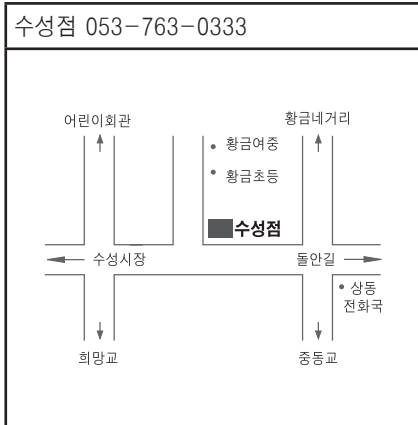 수성점 053-763-0333
어린이회관
황금네거리
황금여중
황금초등
수성점
수성시장
돌안길
상동
전화국
희망교
중동교